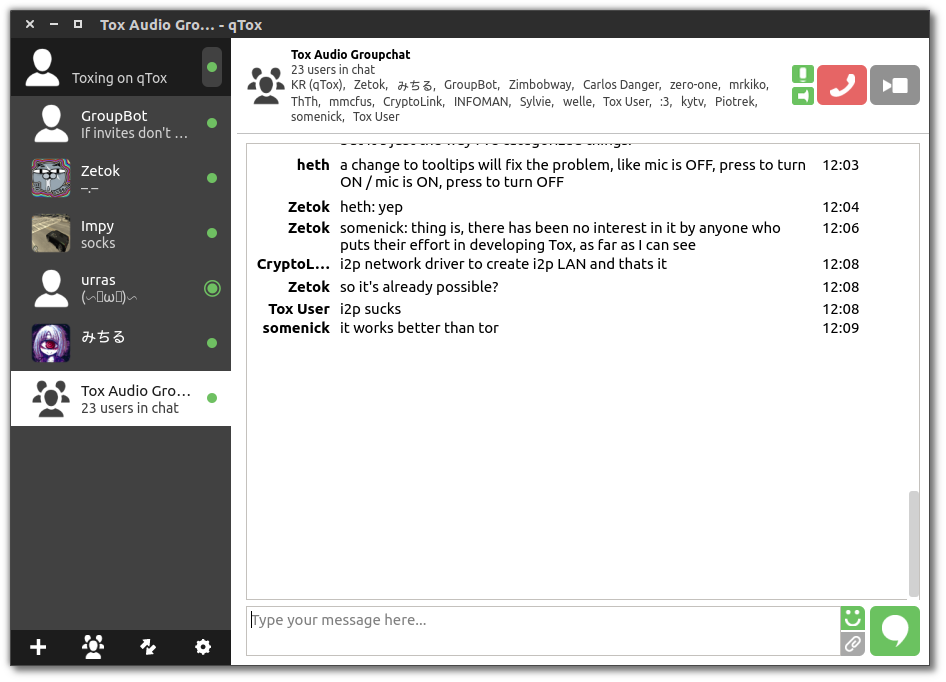 Tox Audio Gro... - qTox
Toxing on qTox
GroupBot
If invites don't ...
Zetok
–.–
Impy
socks
urras
みちる
Tox Audio Gro...
23 users in chat
Tox Audio Groupchat
23 users in chat
KR (qTox), Zetok, みちる, GroupBot, Zimbobway, Carlos Danger, zero-one, mrkiko,
ThTh, mmcfus, CryptoLink, INFOMAN, Sylvie, welle, Tox User, :3, kytv, Piotrek,
somenick, Tox User
heth a change to tooltips will fix the problem, like mic is OFF, press to turn 12:03
ON / mic is ON, press to turn OFF
Zetok heth: yep 12:04
Zetok somenick: thing is, there has been no interest in it by anyone who 12:06
puts their effort in developing Tox, as far as I can see
CryptoL... i2p network driver to create i2p LAN and thats it 12:08
Zetok so it's already possible? 12:08
Tox User i2p sucks 12:08
somenick it works better than tor 12:09
Type your message here...